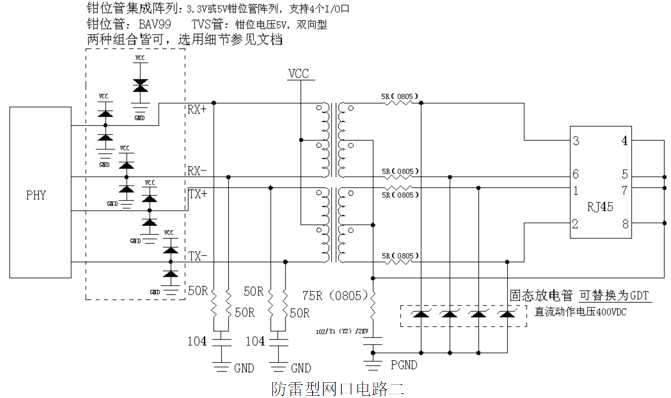 钳位管集成阵列：3.3V或5V钳位管阵列，支持4个I/O口
钳位管：BAV99 TVS管：钳位电压5V，双向型
两种组合皆可，选用细节参见文档
VCC
VCC
GND
VCC
RX+
5R(0805)
VCC
GND
PHY
RX-
5R(0805)
3
4
VCC
GND
TX+
5R(0805)
6
5
1
7
RJ45
GND
VCC
TX-
5R(0805)
2
8
GND
50R
50R
50R
50R
75R (0805)
固态放电管 可替换为GDT
直流动作电压400VDC
102/T1 (T2) /2KV
104
104
GND
GND
PGND
防雷型网口电路二